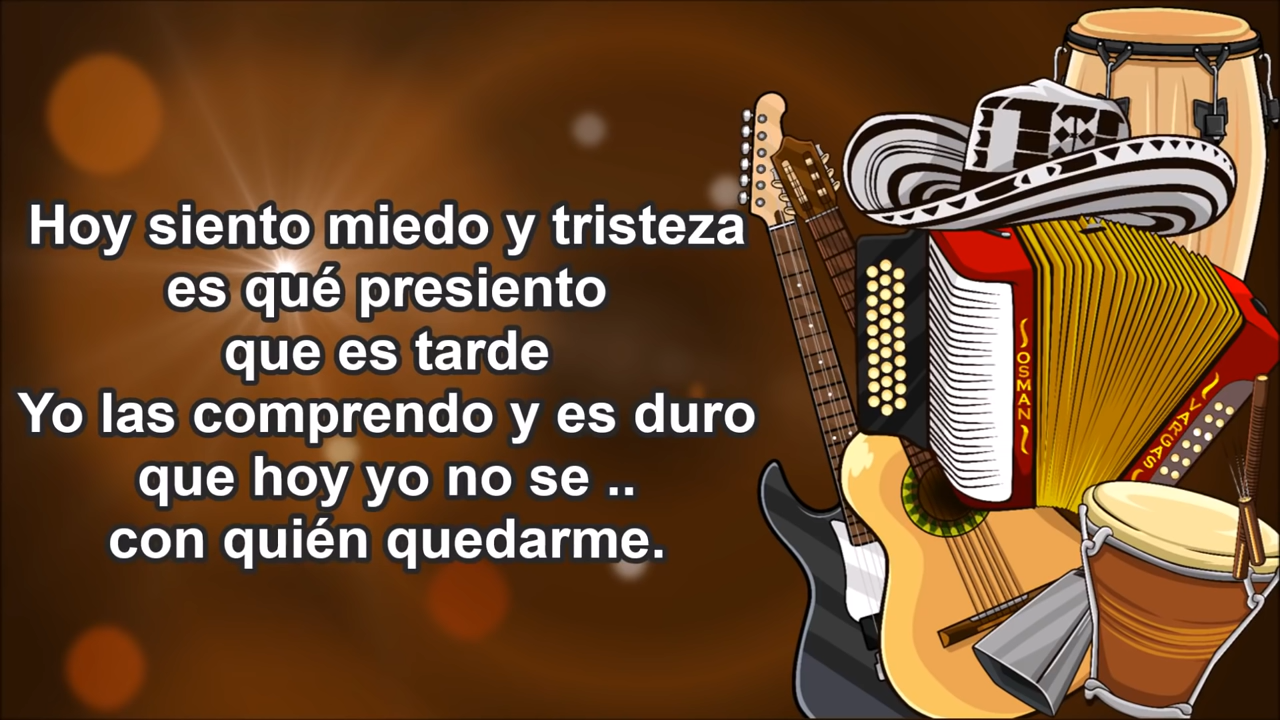 Hoy siento miedo y tristeza
es qué presiento
que es tarde
Yo las comprendo y es duro
que hoy yo no se ..
con quién quedarme.
OSMAN
VARGAS